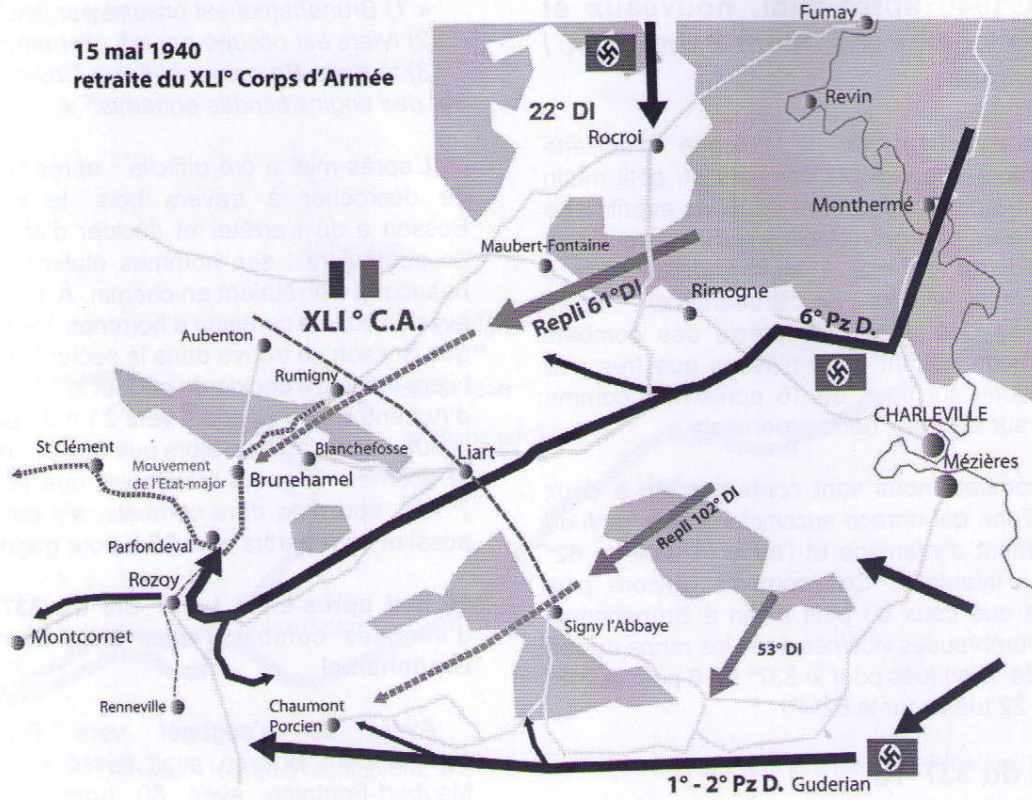 15 mai 1940
retraite du XLI° Corps d'Armée
Fumay
22° DI
Revin
Rocroi
Monthermé
Maubert-Fontaine
Rimogne
Repli 61°DI
XLI° C.A.
6° Pz D.
Aubenton
Rumigny
CHARLEVILLE
St Clément
Blanchefosse
Liart
Mézières
Mouvement
de l'Etat-major
Brunehamel
Repli 102° DI
Parfondeval
Rozoy
Signy l'Abbaye
Montcornet
53° DI
Renneville
Chaumont
Porcien
1° - 2° Pz D. Guderian